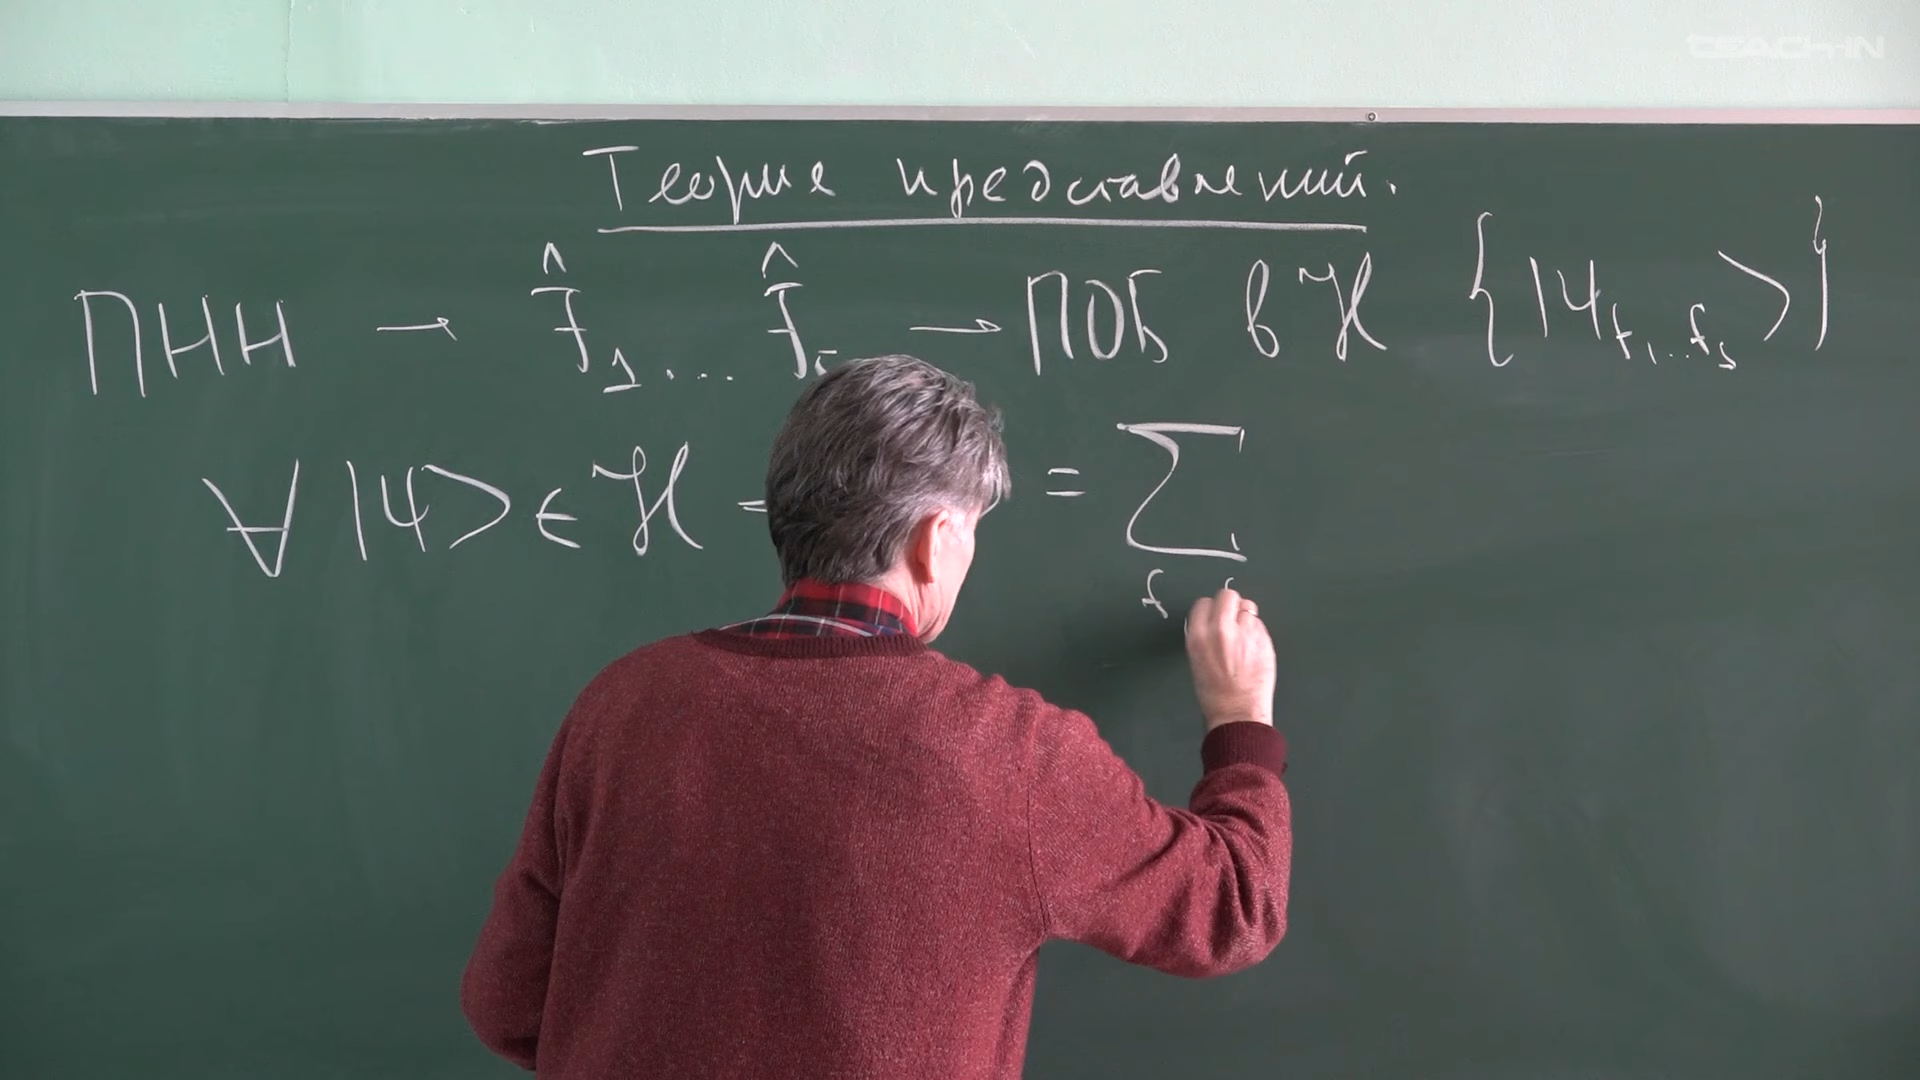 TEACH-IN
Теория представлений.
ПНН → F̂₁ ... F̂ₛ → ПОБ в ℋ {|ψ_{f₁...fₛ}>}
∀ |ψ> ∈ ℋ = ∑
f f